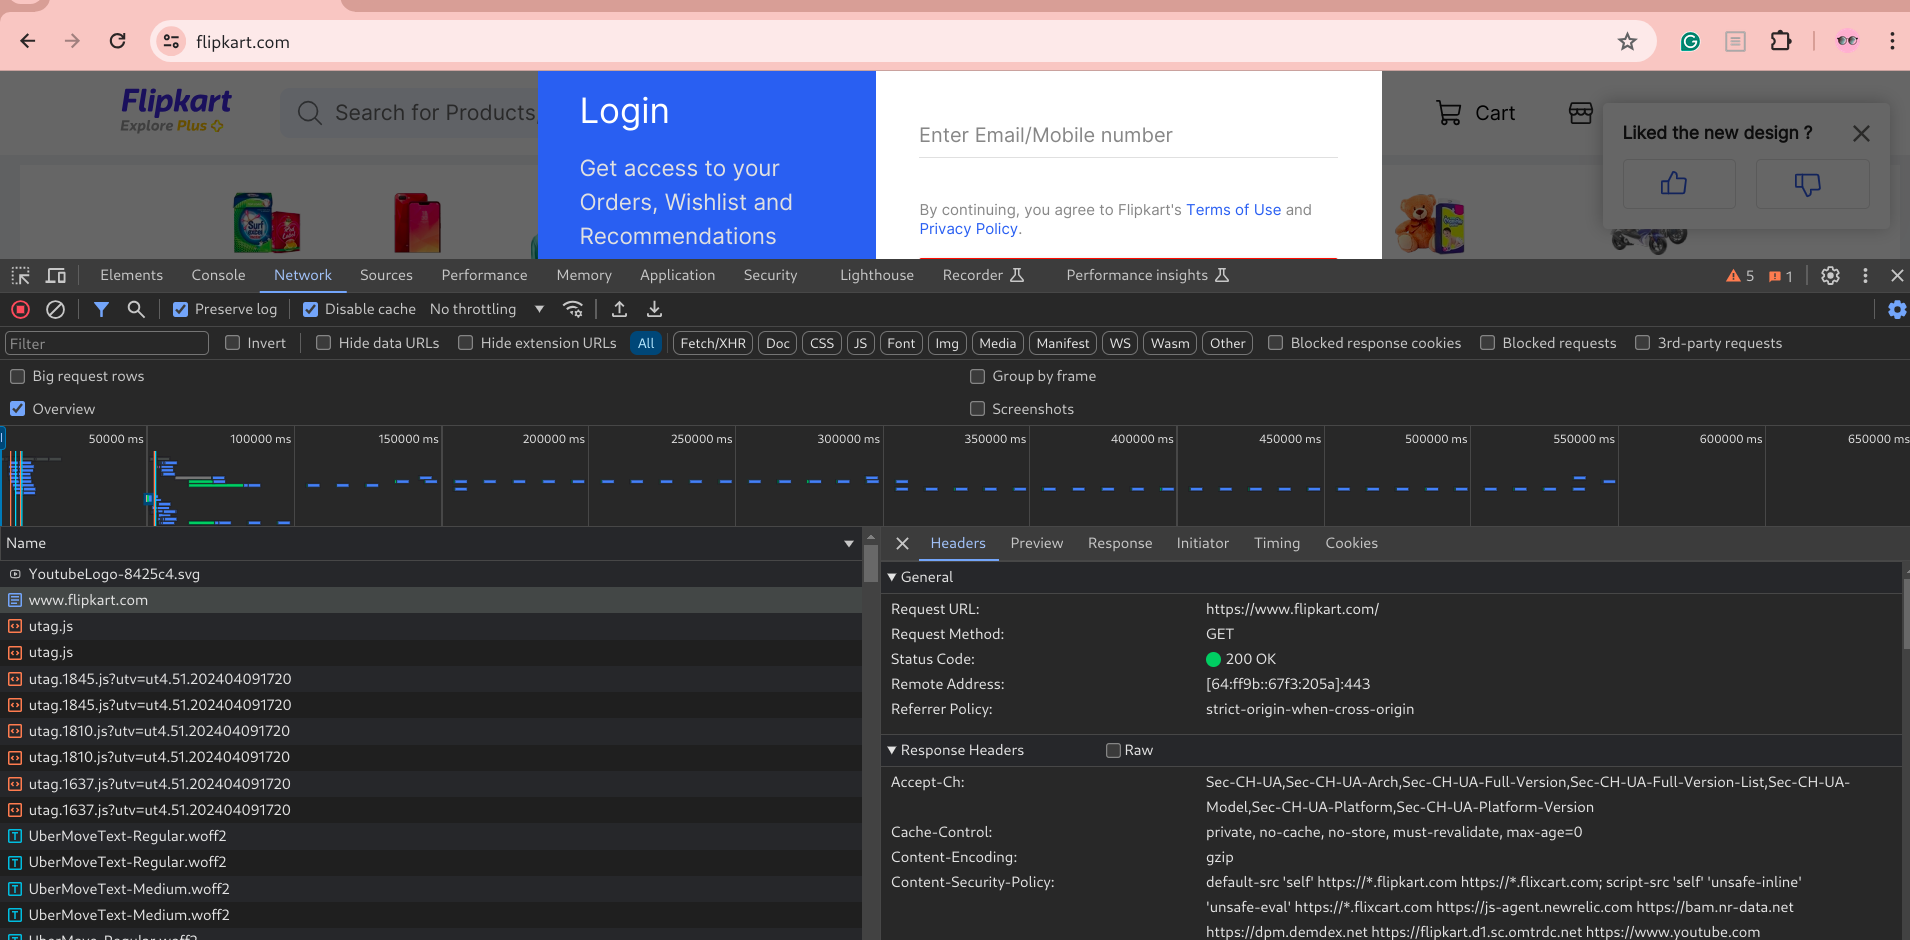 flipkart.com
Flipkart
Explore Plus
Search for Products,
Login
Get access to your
Orders, Wishlist and
Recommendations
Enter Email/Mobile number
By continuing, you agree to Flipkart's Terms of Use and
Privacy Policy.
Cart
Liked the new design ?
Elements Console Network Sources Performance Memory Application Security Lighthouse Recorder Performance insights 5 1
Preserve log Disable cache No throttling
Filter Invert Hide data URLs Hide extension URLs All Fetch/XHR Doc CSS JS Font Img Media Manifest WS Wasm Other Blocked response cookies Blocked requests 3rd-party requests
Big request rows Group by frame
Overview Screenshots
50000 ms 100000 ms 150000 ms 200000 ms 250000 ms 300000 ms 350000 ms 400000 ms 450000 ms 500000 ms 550000 ms 600000 ms 650000 ms
Name
YoutubeLogo-8425c4.svg
www.flipkart.com
utag.js
utag.js
utag.1845.js?utv=ut4.51.202404091720
utag.1845.js?utv=ut4.51.202404091720
utag.1810.js?utv=ut4.51.202404091720
utag.1810.js?utv=ut4.51.202404091720
utag.1637.js?utv=ut4.51.202404091720
utag.1637.js?utv=ut4.51.202404091720
UberMoveText-Regular.woff2
UberMoveText-Regular.woff2
UberMoveText-Medium.woff2
UberMoveText-Medium.woff2
Headers Preview Response Initiator Timing Cookies
General
Request URL: https://www.flipkart.com/
Request Method: GET
Status Code: 200 OK
Remote Address: [64:ff9b::67f3:205a]:443
Referrer Policy: strict-origin-when-cross-origin
Response Headers Raw
Accept-Ch: Sec-CH-UA,Sec-CH-UA-Arch,Sec-CH-UA-Full-Version,Sec-CH-UA-Full-Version-List,Sec-CH-UA-
Model,Sec-CH-UA-Platform,Sec-CH-UA-Platform-Version
Cache-Control: private, no-cache, no-store, must-revalidate, max-age=0
Content-Encoding: gzip
Content-Security-Policy: default-src 'self' https://*.flipkart.com https://*.flixcart.com; script-src 'self' 'unsafe-inline'
'unsafe-eval' https://*.flixcart.com https://js-agent.newrelic.com https://bam.nr-data.net
https://dpm.demdex.net https://flipkart.d1.sc.omtrdc.net https://www.youtube.com